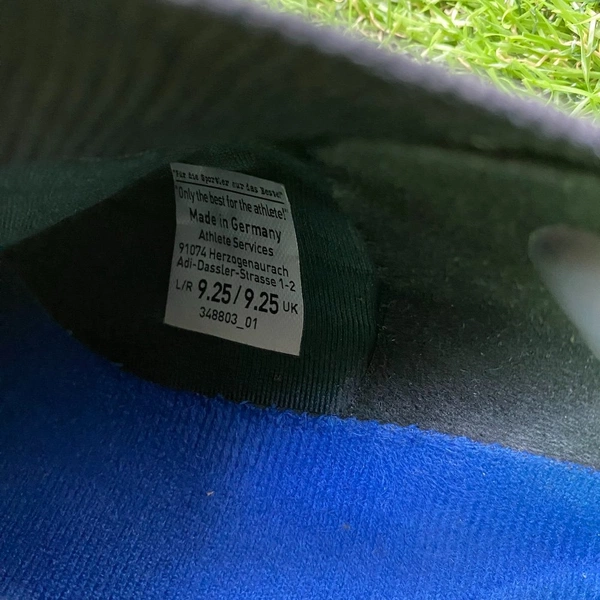 "Für die Sportler nur das Beste!"
"Only the best for the athlete!"
Made in Germany
Athlete Services
91074 Herzogenaurach
Adi-Dassler-Strasse 1-2
L/R 9.25/9.25 UK
348803_01